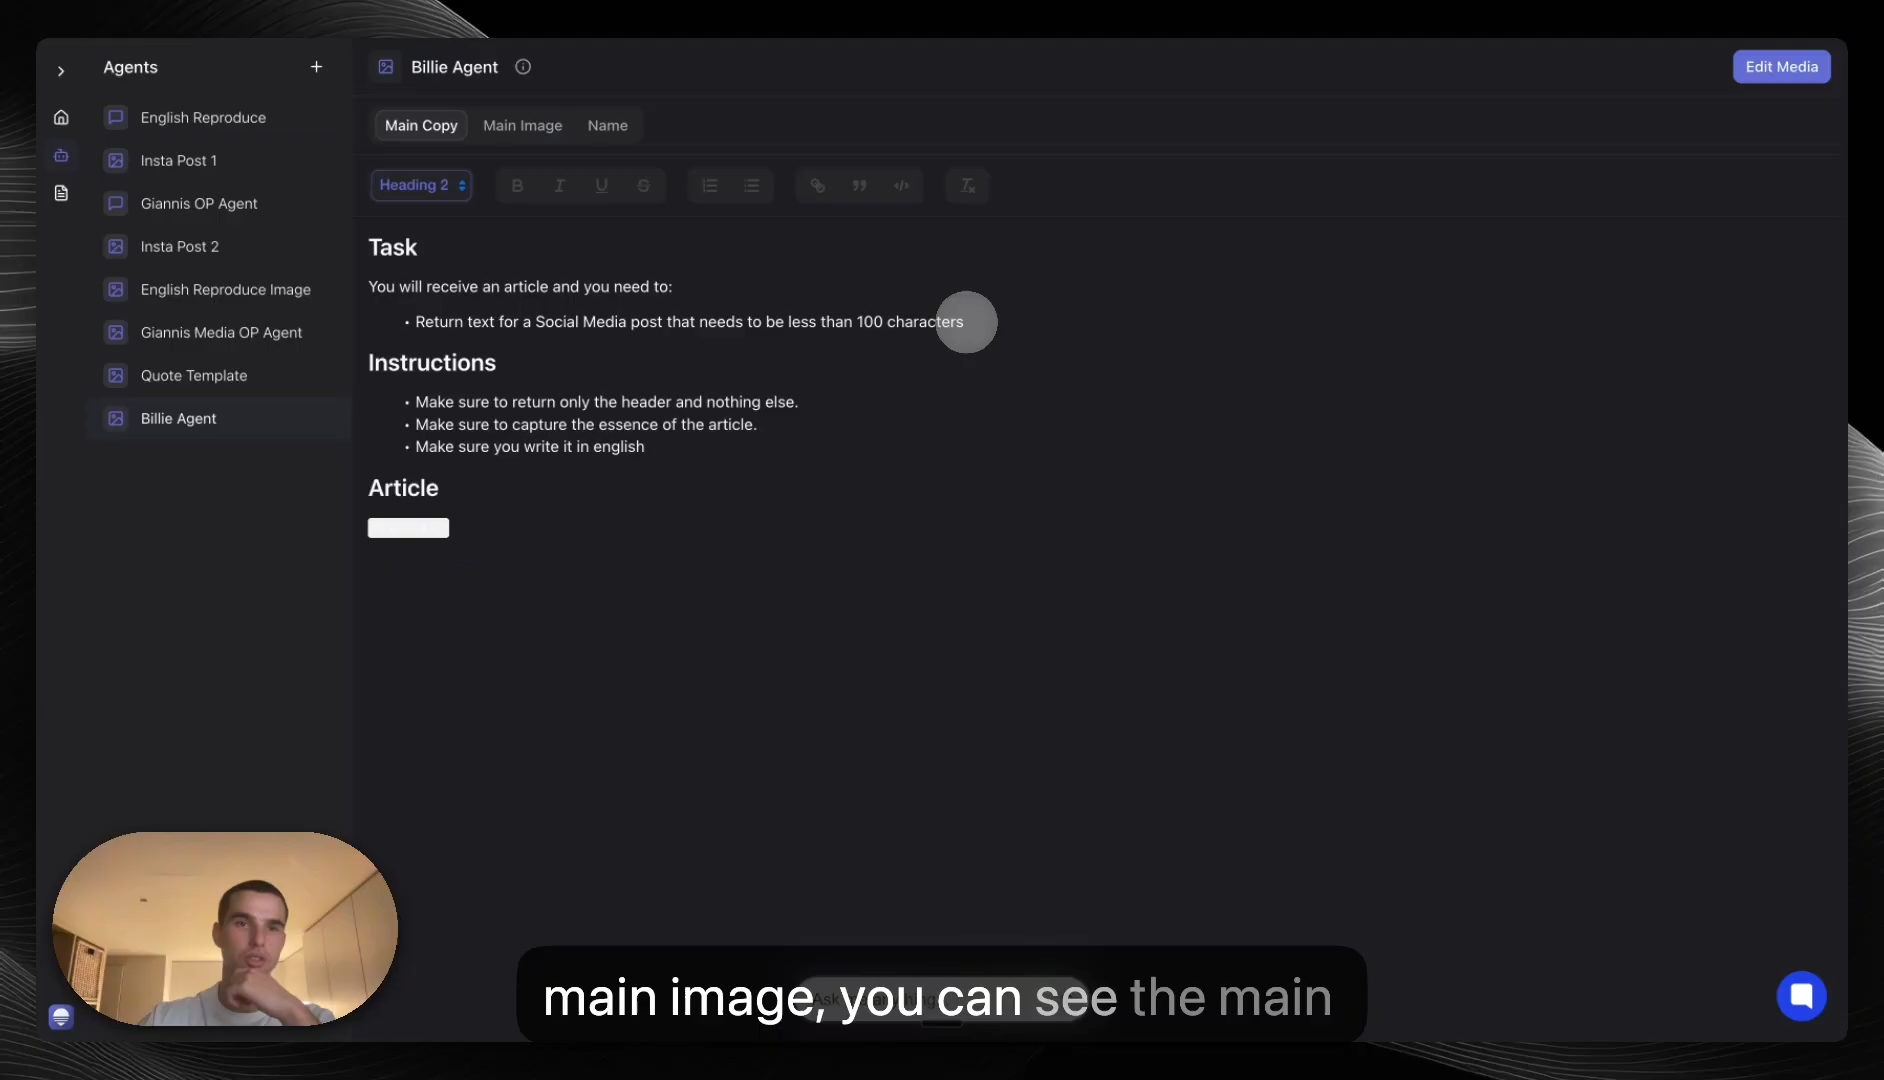 Agents
English Reproduce
Insta Post 1
Giannis OP Agent
Insta Post 2
English Reproduce Image
Giannis Media OP Agent
Quote Template
Billie Agent
Billie Agent
Edit Media
Main Copy Main Image Name
Heading 2
Task
You will receive an article and you need to:
• Return text for a Social Media post that needs to be less than 100 characters
Instructions
• Make sure to return only the header and nothing else.
• Make sure to capture the essence of the article.
• Make sure you write it in english
Article
main image, you can see the main